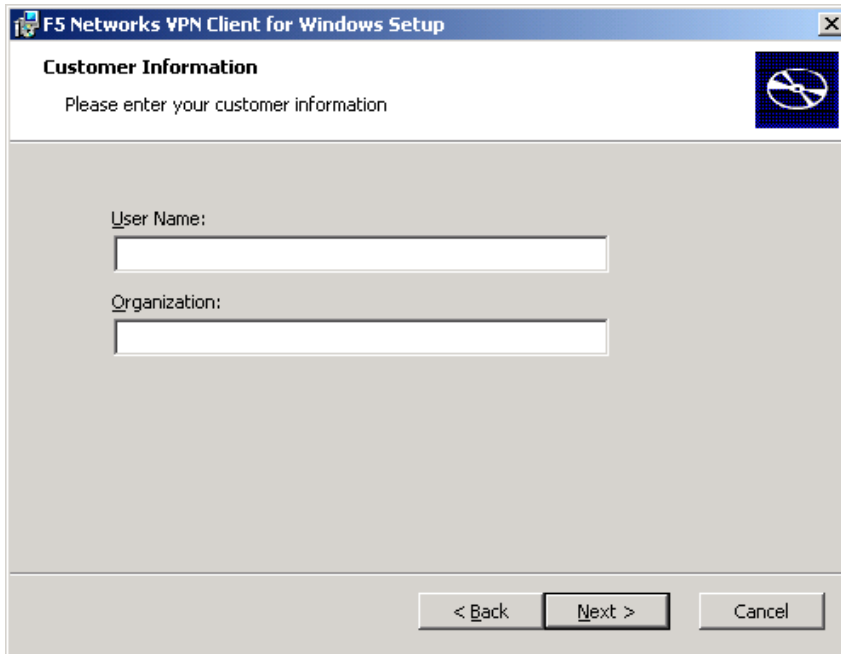 F5 Networks VPN Client for Windows Setup
Customer Information
Please enter your customer information
User Name:
Organization:
< Back Next > Cancel